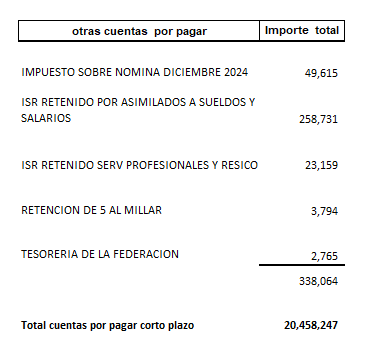 otras cuentas por pagar Importe total
IMPUESTO SOBRE NOMINA DICIEMBRE 2024 49,615
ISR RETENIDO POR ASIMILADOS A SUELDOS Y
SALARIOS 258,731
ISR RETENIDO SERV PROFESIONALES Y RESICO 23,159
RETENCION DE 5 AL MILLAR 3,794
TESORERIA DE LA FEDERACION 2,765
338,064
Total cuentas por pagar corto plazo 20,458,247